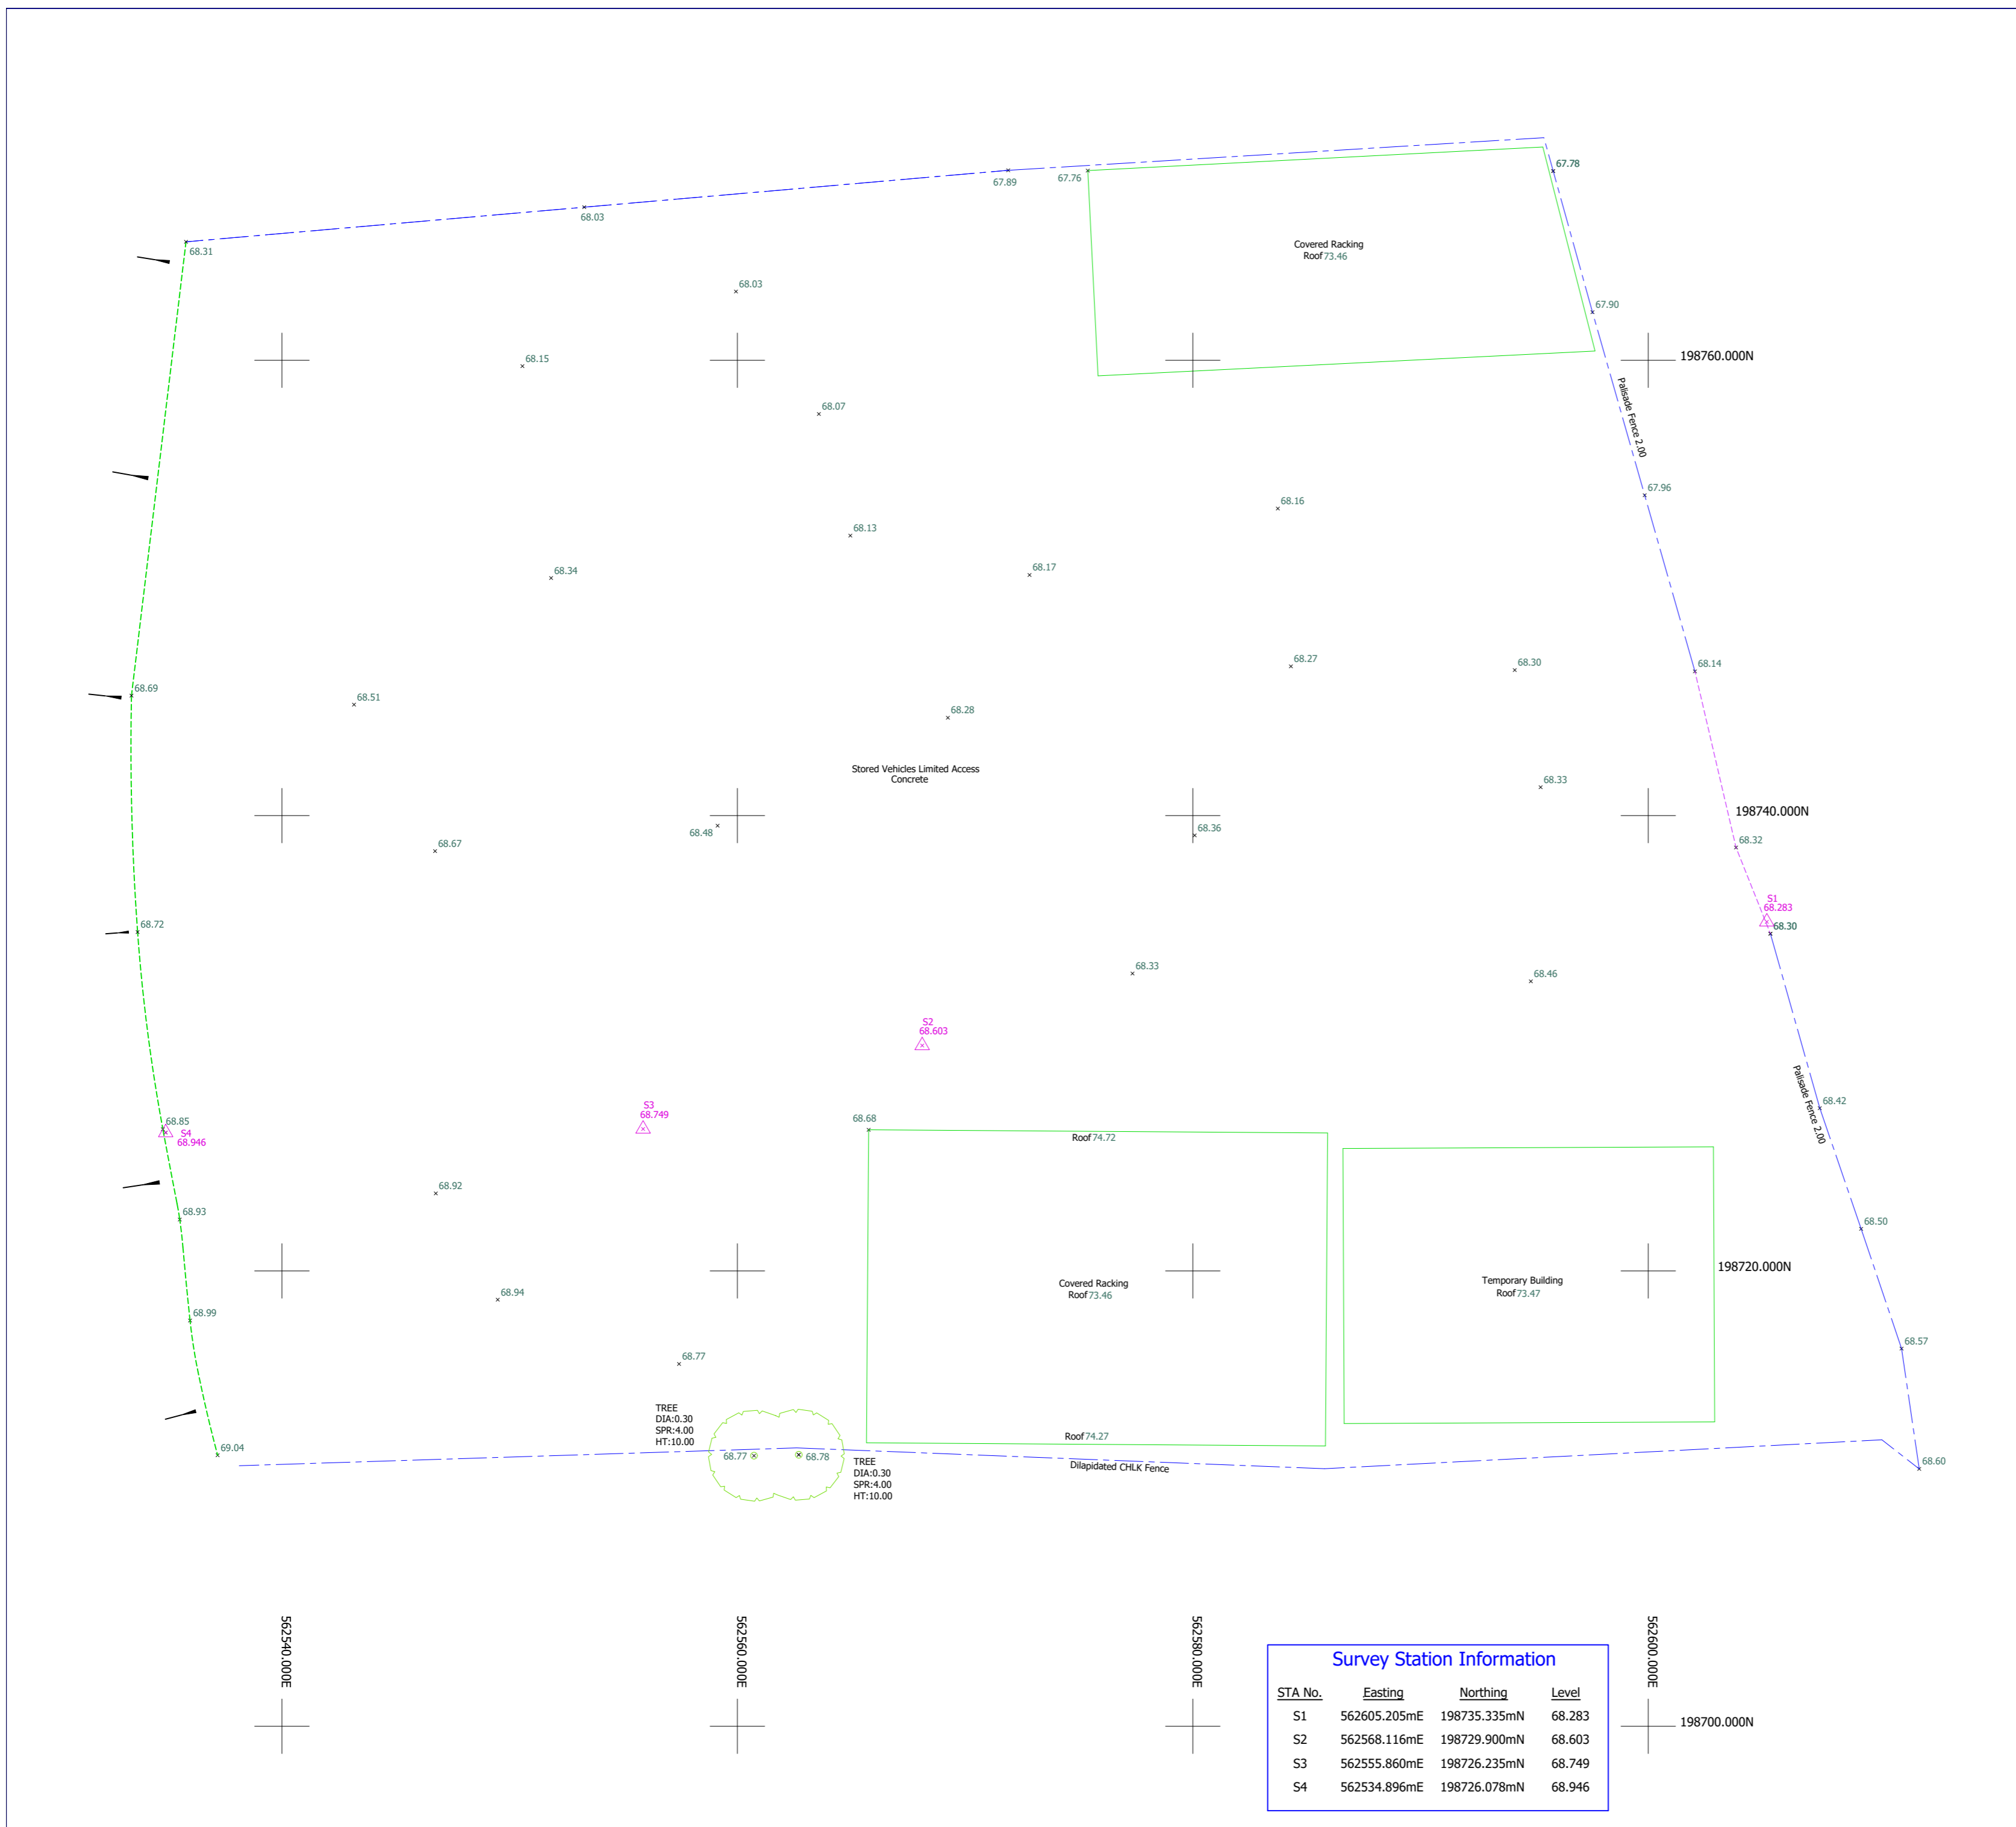 67.78
67.89
67.76
68.03
Covered Racking
Roof 73.46
68.31
68.03
67.90
198760.000N
68.15
Palisade Fence 2.00
68.07
67.96
68.16
68.13
68.34
68.17
68.27
68.30
68.14
68.69
68.51
68.28
Stored Vehicles Limited Access
Concrete
68.33
198740.000N
68.48
68.36
68.67
68.32
S1
68.283
68.30
68.72
68.33
68.46
S2
68.603
Palisade Fence 2.00
68.42
S3
68.749
68.68
68.85
S4
68.946
Roof 74.72
68.92
68.93
68.50
198720.000N
Covered Racking
Roof 73.46
Temporary Building
Roof 73.47
68.94
68.99
68.57
68.77
TREE
DIA:0.30
SPR:4.00
HT:10.00
Roof 74.27
69.04
68.77
68.78
TREE
DIA:0.30
SPR:4.00
HT:10.00
Dilapidated CHLK Fence
68.60
562540.000E
562560.000E
562580.000E
562600.000E
Survey Station Information
STA No. Easting Northing Level
S1 562605.205mE 198735.335mN 68.283
S2 562568.116mE 198729.900mN 68.603
S3 562555.860mE 198726.235mN 68.749
S4 562534.896mE 198726.078mN 68.946
198700.000N